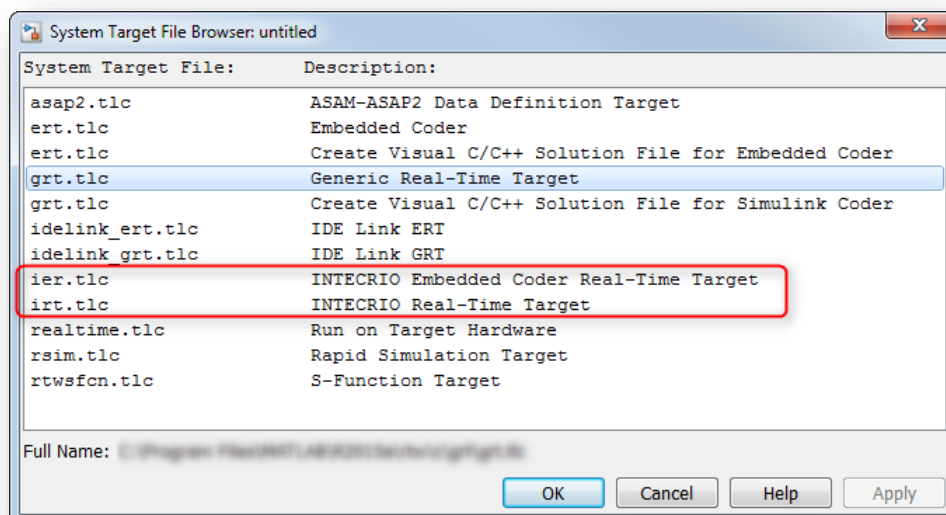 System Target File Browser: untitled
System Target File: Description:
asap2.tlc ASAM-ASAP2 Data Definition Target
ert.tlc Embedded Coder
ert.tlc Create Visual C/C++ Solution File for Embedded Coder
grt.tlc Generic Real-Time Target
grt.tlc Create Visual C/C++ Solution File for Simulink Coder
idelink_ert.tlc IDE Link ERT
idelink_grt.tlc IDE Link GRT
ier.tlc INTECRIO Embedded Coder Real-Time Target
irt.tlc INTECRIO Real-Time Target
realtime.tlc Run on Target Hardware
rsim.tlc Rapid Simulation Target
rtwsfcn.tlc S-Function Target
Full Name:
OK Cancel Help Apply